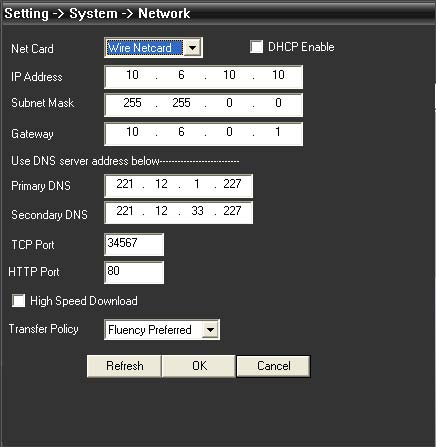 Setting -> System -> Network
Net Card Wire Netcard DHCP Enable
IP Address 10 . 6 . 10 . 10
Subnet Mask 255 . 255 . 0 . 0
Gateway 10 . 6 . 0 . 1
Use DNS server address below--------------------------
Primary DNS 221 . 12 . 1 . 227
Secondary DNS 221 . 12 . 33 . 227
TCP Port 34567
HTTP Port 80
High Speed Download
Transfer Policy Fluency Preferred
Refresh OK Cancel